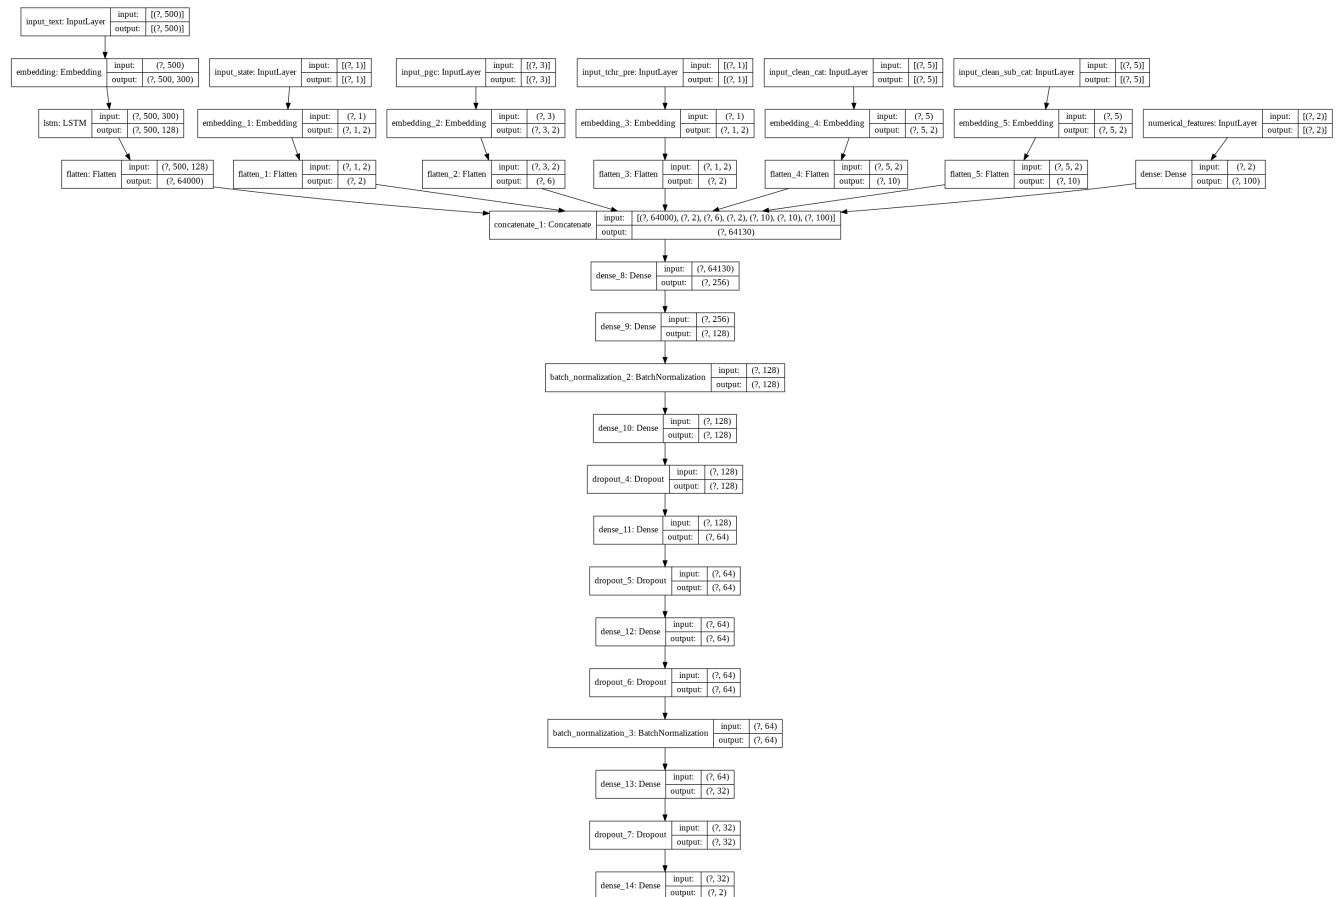 input_text: InputLayer input: [(?, 500)]
output: [(?, 500)]
embedding: Embedding input: (?, 500)
output: (?, 500, 300)
input_state: InputLayer input: [(?, 1)]
output: [(?, 1)]
input_pgc: InputLayer input: [(?, 3)]
output: [(?, 3)]
input_tchr_pre: InputLayer input: [(?, 1)]
output: [(?, 1)]
input_clean_cat: InputLayer input: [(?, 5)]
output: [(?, 5)]
input_clean_sub_cat: InputLayer input: [(?, 5)]
output: [(?, 5)]
lstm: LSTM input: (?, 500, 300)
output: (?, 500, 128)
embedding_1: Embedding input: (?, 1)
output: (?, 1, 2)
embedding_2: Embedding input: (?, 3)
output: (?, 3, 2)
embedding_3: Embedding input: (?, 1)
output: (?, 1, 2)
embedding_4: Embedding input: (?, 5)
output: (?, 5, 2)
embedding_5: Embedding input: (?, 5)
output: (?, 5, 2)
numerical_features: InputLayer input: [(?, 2)]
output: [(?, 2)]
flatten: Flatten input: (?, 500, 128)
output: (?, 64000)
flatten_1: Flatten input: (?, 1, 2)
output: (?, 2)
flatten_2: Flatten input: (?, 3, 2)
output: (?, 6)
flatten_3: Flatten input: (?, 1, 2)
output: (?, 2)
flatten_4: Flatten input: (?, 5, 2)
output: (?, 10)
flatten_5: Flatten input: (?, 5, 2)
output: (?, 10)
dense: Dense input: (?, 2)
output: (?, 100)
concatenate_1: Concatenate input: [(?, 64000), (?, 2), (?, 6), (?, 2), (?, 10), (?, 10), (?, 100)]
output: (?, 64130)
dense_8: Dense input: (?, 64130)
output: (?, 256)
dense_9: Dense input: (?, 256)
output: (?, 128)
batch_normalization_2: BatchNormalization input: (?, 128)
output: (?, 128)
dense_10: Dense input: (?, 128)
output: (?, 128)
dropout_4: Dropout input: (?, 128)
output: (?, 128)
dense_11: Dense input: (?, 128)
output: (?, 64)
dropout_5: Dropout input: (?, 64)
output: (?, 64)
dense_12: Dense input: (?, 64)
output: (?, 64)
dropout_6: Dropout input: (?, 64)
output: (?, 64)
batch_normalization_3: BatchNormalization input: (?, 64)
output: (?, 64)
dense_13: Dense input: (?, 64)
output: (?, 32)
dropout_7: Dropout input: (?, 32)
output: (?, 32)
dense_14: Dense input: (?, 32)
output: (?, 2)